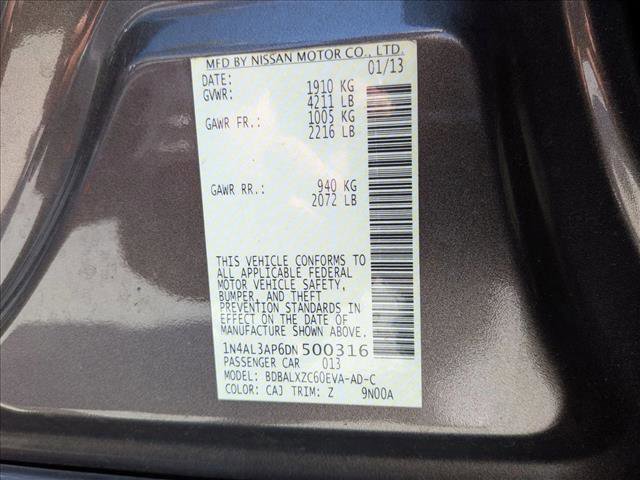 MFD BY NISSAN MOTOR CO., LTD.
DATE: 01/13
GVWR: 1910 KG
4211 LB
GAWR FR.: 1005 KG
2216 LB
GAWR RR.: 940 KG
2072 LB
THIS VEHICLE CONFORMS TO
ALL APPLICABLE FEDERAL
MOTOR VEHICLE SAFETY,
BUMPER, AND THEFT
PREVENTION STANDARDS IN
EFFECT ON THE DATE OF
MANUFACTURE SHOWN ABOVE.
1N4AL3AP6DN500316
PASSENGER CAR 013
MODEL: BDBALXZC60EVA-AD-C
COLOR: CAJ TRIM: Z 9N00A